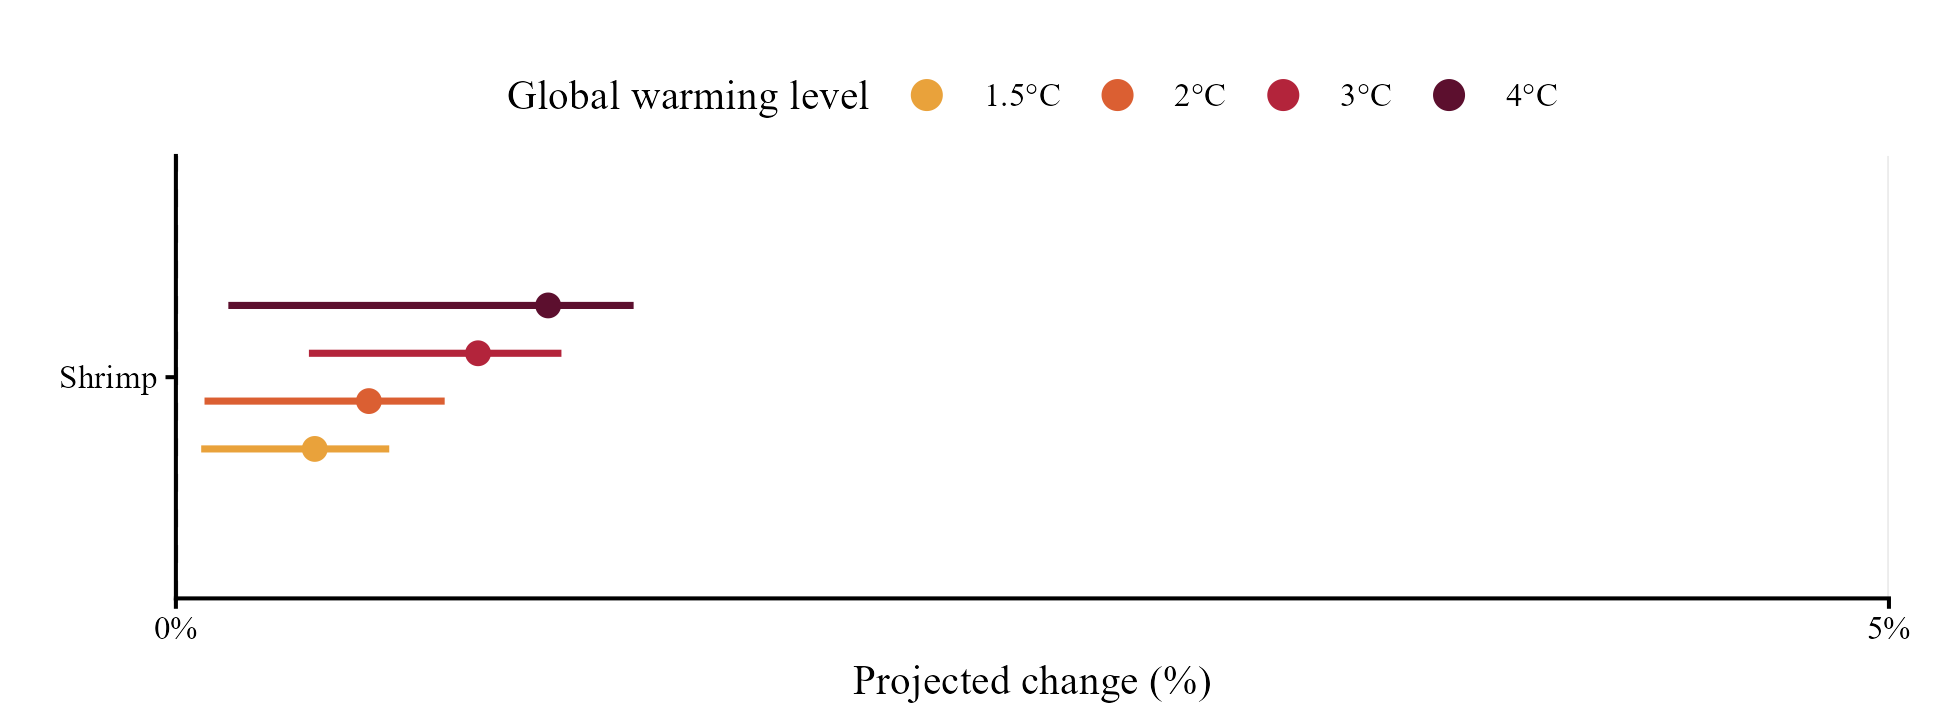 Global warming level 1.5°C 2°C 3°C 4°C
Shrimp
0% 5%
Projected change (%)